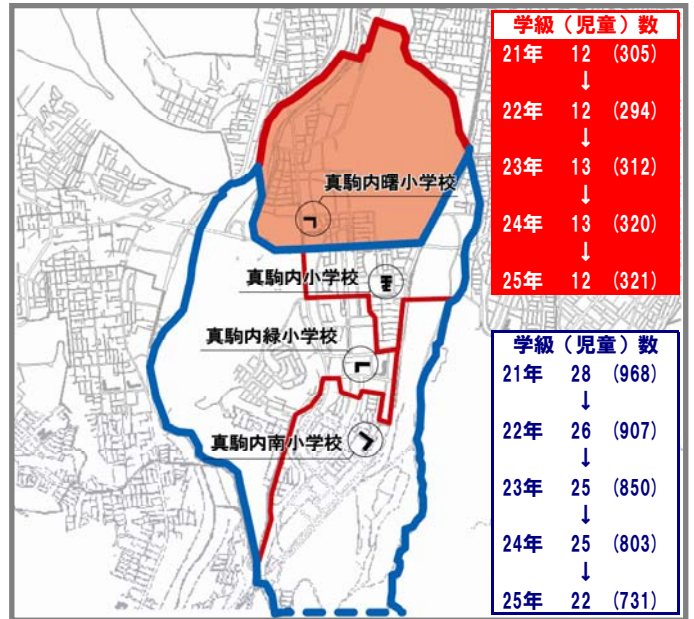 学級（児童）数
21年 12 (305)
↓
22年 12 (294)
↓
23年 13 (312)
↓
24年 13 (320)
↓
25年 12 (321)
真駒内曙小学校
真駒内小学校
真駒内緑小学校
真駒内南小学校
学級（児童）数
21年 28 (968)
↓
22年 26 (907)
↓
23年 25 (850)
↓
24年 25 (803)
↓
25年 22 (731)